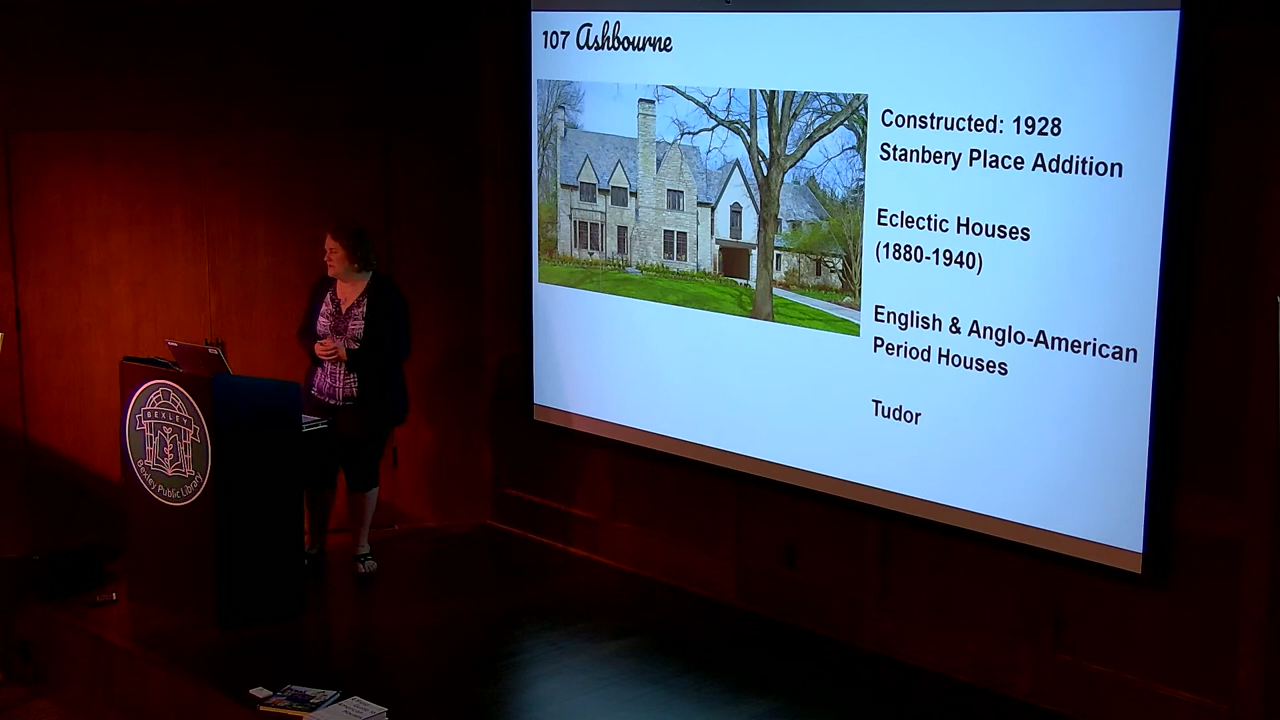 107 Ashbourne
Constructed: 1928
Stanbery Place Addition
Eclectic Houses
(1880-1940)
English & Anglo-American
Period Houses
Tudor
BEXLEY
Bexley Public Library